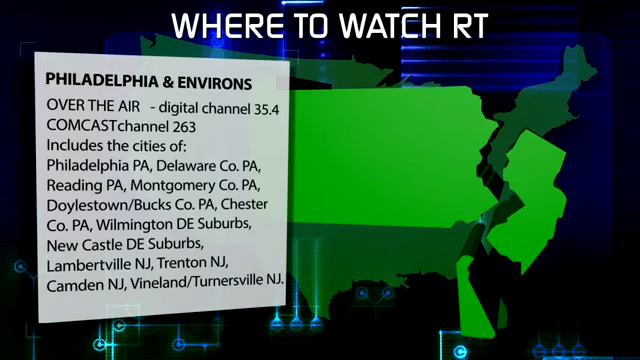 WHERE TO WATCH RT
PHILADELPHIA & ENVIRONS
OVER THE AIR - digital channel 35.4
COMCAST channel 263
Includes the cities of:
Philadelphia PA, Delaware Co. PA,
Reading PA, Montgomery Co. PA,
Doylestown/Bucks Co. PA, Chester
Co. PA, Wilmington DE Suburbs,
New Castle DE Suburbs,
Lambertville NJ, Trenton NJ,
Camden NJ, Vineland/Turnersville NJ.